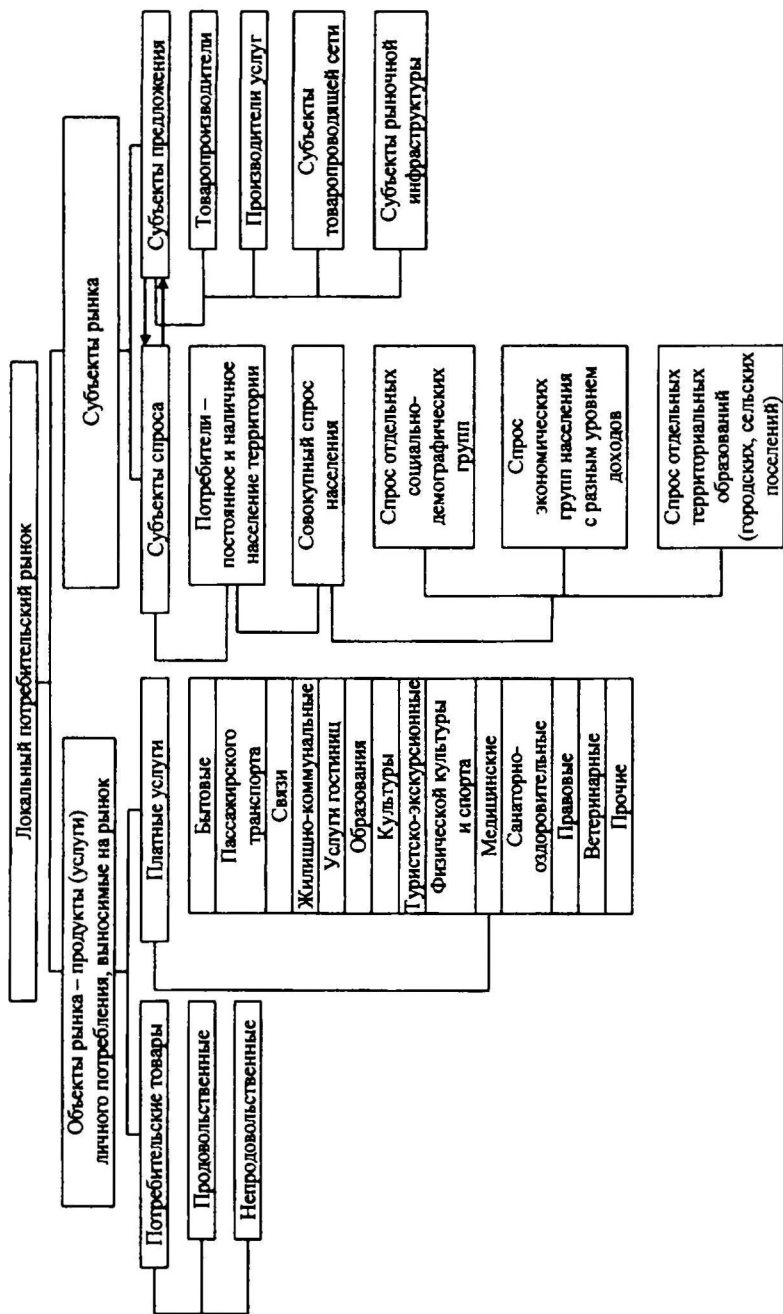 Локальный потребительский рынок
Объекты рынка – продукты (услуги)
личного потребления, выносимые на рынок
Потребительские товары
Продовольственные
Непродовольственные
Платные услуги
Бытовые
Пассажирского
транспорта
Связи
Жилищно-коммунальные
Услуги гостиниц
Образования
Культуры
Туристско-экскурсионные
Физической культуры
и спорта
Медицинские
Санаторно-
оздоровительные
Правовые
Ветеринарные
Прочие
Субъекты рынка
Субъекты спроса
Потребители –
постоянное и наличное
население территории
Совокупный спрос
населения
Спрос отдельных
социально-
демографических
групп
Спрос
экономических
групп населения
с разным уровнем
доходов
Спрос отдельных
территориальных
образований
(городских, сельских
поселений)
Субъекты предложения
Товаропроизводители
Производители услуг
Субъекты
товаропроводящей сети
Субъекты рыночной
инфраструктуры